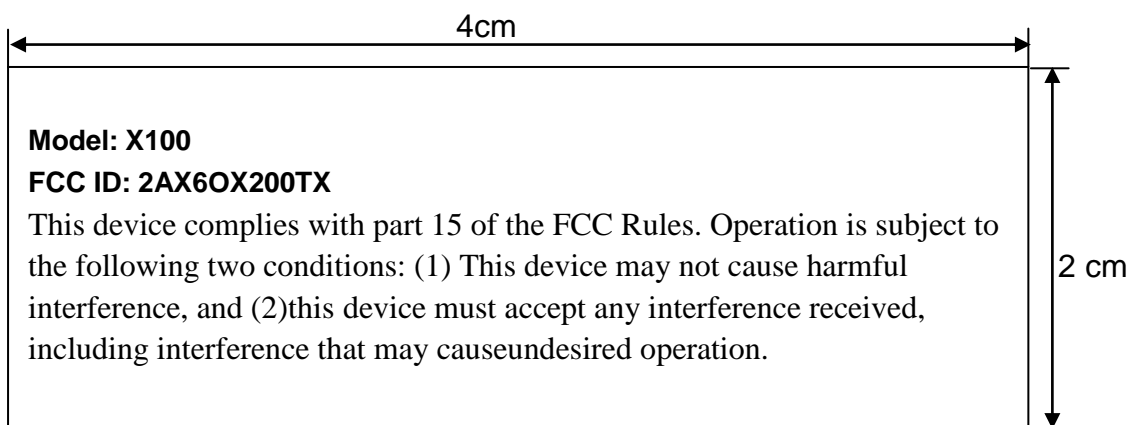 4cm
Model: X100
FCC ID: 2AX6OX200TX
This device complies with part 15 of the FCC Rules. Operation is subject to
the following two conditions: (1) This device may not cause harmful
interference, and (2)this device must accept any interference received,
including interference that may causeundesired operation.
2 cm